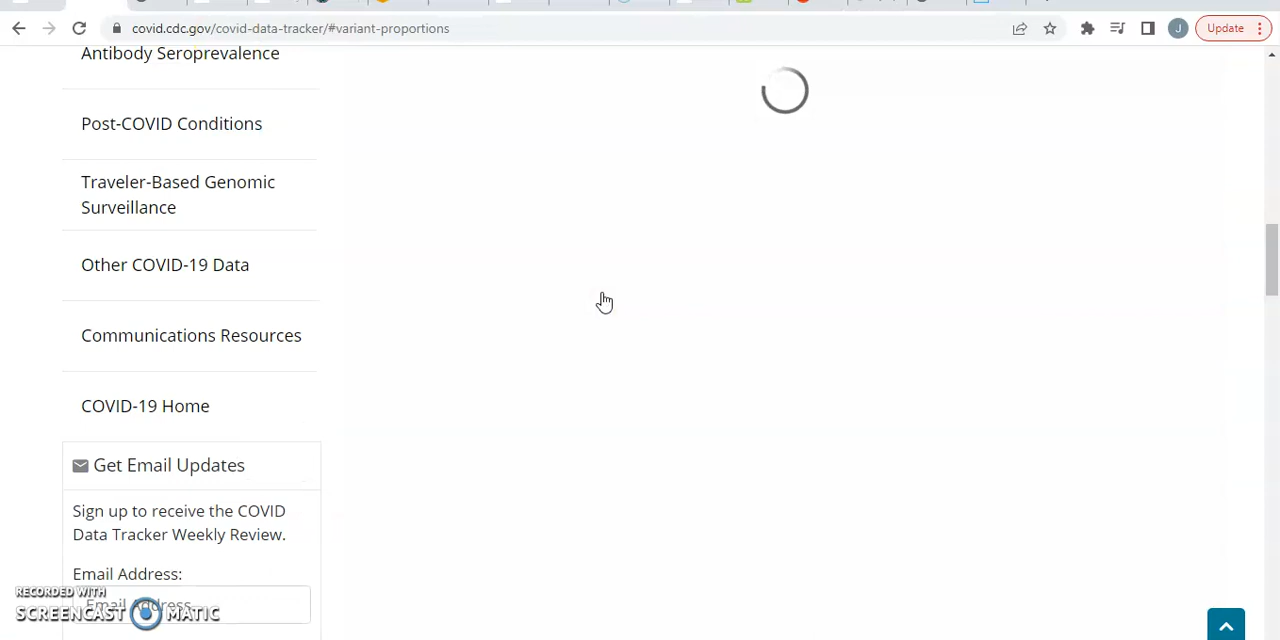 covid.cdc.gov/covid-data-tracker/#variant-proportions
J
Update
Antibody Seroprevalence
Post-COVID Conditions
Traveler-Based Genomic
Surveillance
Other COVID-19 Data
Communications Resources
COVID-19 Home
Get Email Updates
Sign up to receive the COVID
Data Tracker Weekly Review.
Email Address:
Email Address
RECORDED WITH
SCREENCAST MATIC